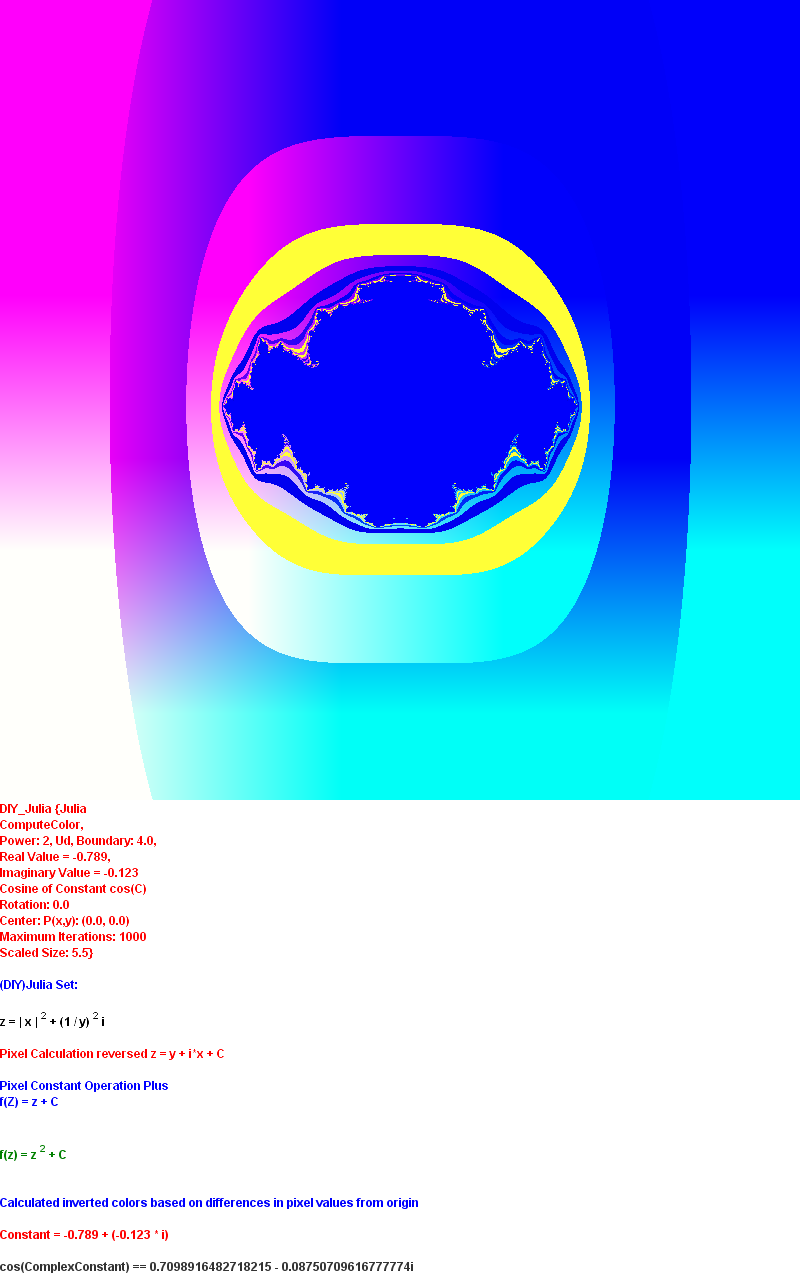 DIY_Julia {Julia
ComputeColor,
Power: 2, Ud, Boundary: 4.0,
Real Value = -0.789,
Imaginary Value = -0.123
Cosine of Constant cos(C)
Rotation: 0.0
Center: P(x,y): (0.0, 0.0)
Maximum Iterations: 1000
Scaled Size: 5.5}
(DIY)Julia Set:
z = | x | ² + (1 / y) ² i
Pixel Calculation reversed z = y + i*x + C
Pixel Constant Operation Plus
f(Z) = z + C
f(z) = z ² + C
Calculated inverted colors based on differences in pixel values from origin
Constant = -0.789 + (-0.123 * i)
cos(ComplexConstant) == 0.7098916482718215 - 0.08750709616777774i